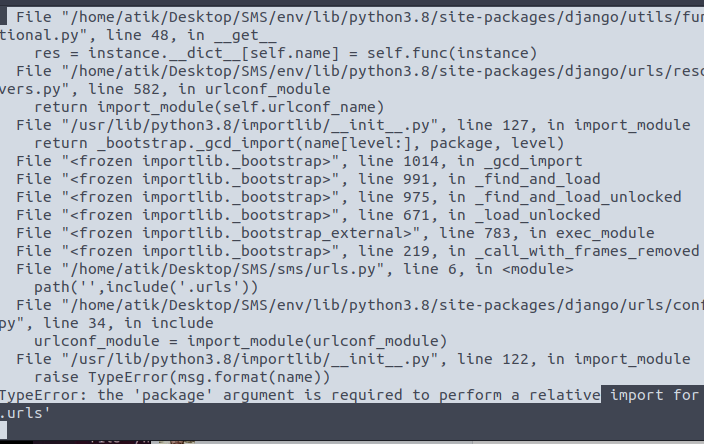 File "/home/atik/Desktop/SMS/env/lib/python3.8/site-packages/django/utils/fun
tional.py", line 48, in __get__
res = instance.__dict__[self.name] = self.func(instance)
File "/home/atik/Desktop/SMS/env/lib/python3.8/site-packages/django/urls/reso
vers.py", line 582, in urlconf_module
return import_module(self.urlconf_name)
File "/usr/lib/python3.8/importlib/__init__.py", line 127, in import_module
return _bootstrap._gcd_import(name[level:], package, level)
File "<frozen importlib._bootstrap>", line 1014, in _gcd_import
File "<frozen importlib._bootstrap>", line 991, in _find_and_load
File "<frozen importlib._bootstrap>", line 975, in _find_and_load_unlocked
File "<frozen importlib._bootstrap>", line 671, in _load_unlocked
File "<frozen importlib._bootstrap_external>", line 783, in exec_module
File "<frozen importlib._bootstrap>", line 219, in _call_with_frames_removed
File "/home/atik/Desktop/SMS/sms/urls.py", line 6, in <module>
path('',include('.urls'))
File "/home/atik/Desktop/SMS/env/lib/python3.8/site-packages/django/urls/conf
py", line 34, in include
urlconf_module = import_module(urlconf_module)
File "/usr/lib/python3.8/importlib/__init__.py", line 122, in import_module
raise TypeError(msg.format(name))
TypeError: the 'package' argument is required to perform a relative import for
.urls'